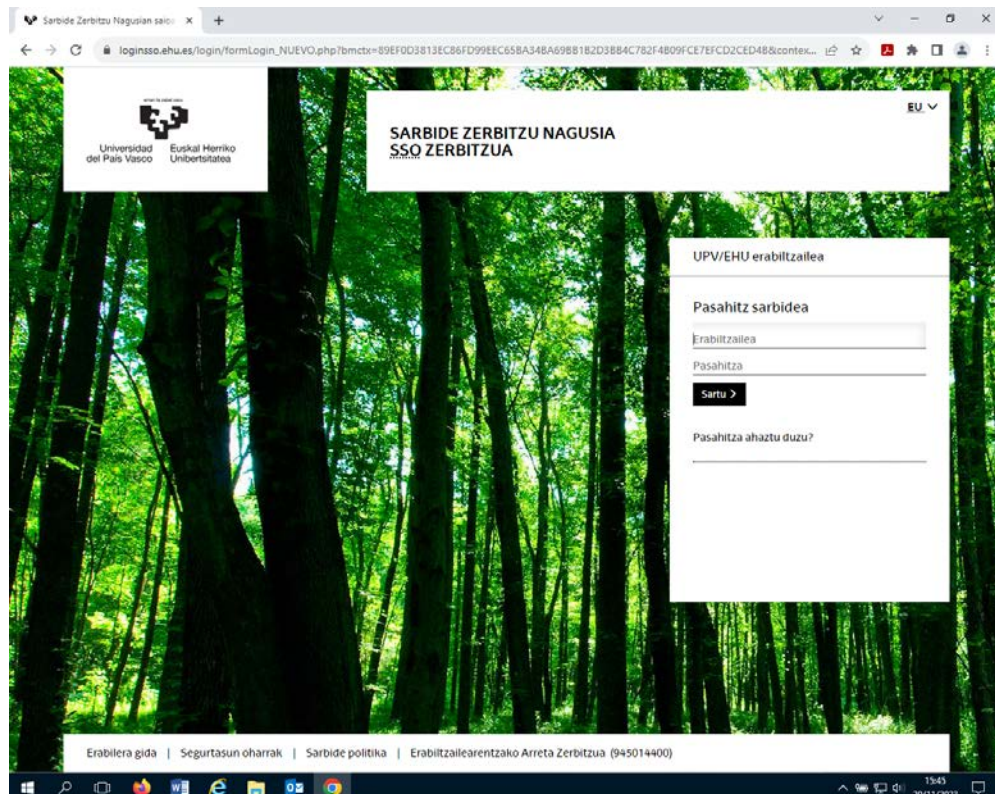 Sarbide Zerbitzu Nagusian saio
loginsso.ehu.es/login/formLogin_NUEVO.php?bmctx=89EF0D3813EC86FD99EEC65BA34BA69BB1B2D3BB4C782F4B09FCE7EFCD2CED4B&contex...
EU
SARBIDE ZERBITZU NAGUSIA
SSO ZERBITZUA
Universidad
del País Vasco
Euskal Herriko
Unibertsitatea
UPV/EHU erabiltzailea
Pasahitz sarbidea
Erabiltzailea
Pasahitza
Sartu >
Pasahitza ahaztu duzu?
Erabilera gida | Segurtasun oharrak | Sarbide politika | Erabiltzailearentzako Arreta Zerbitzua (945014400)
15:45